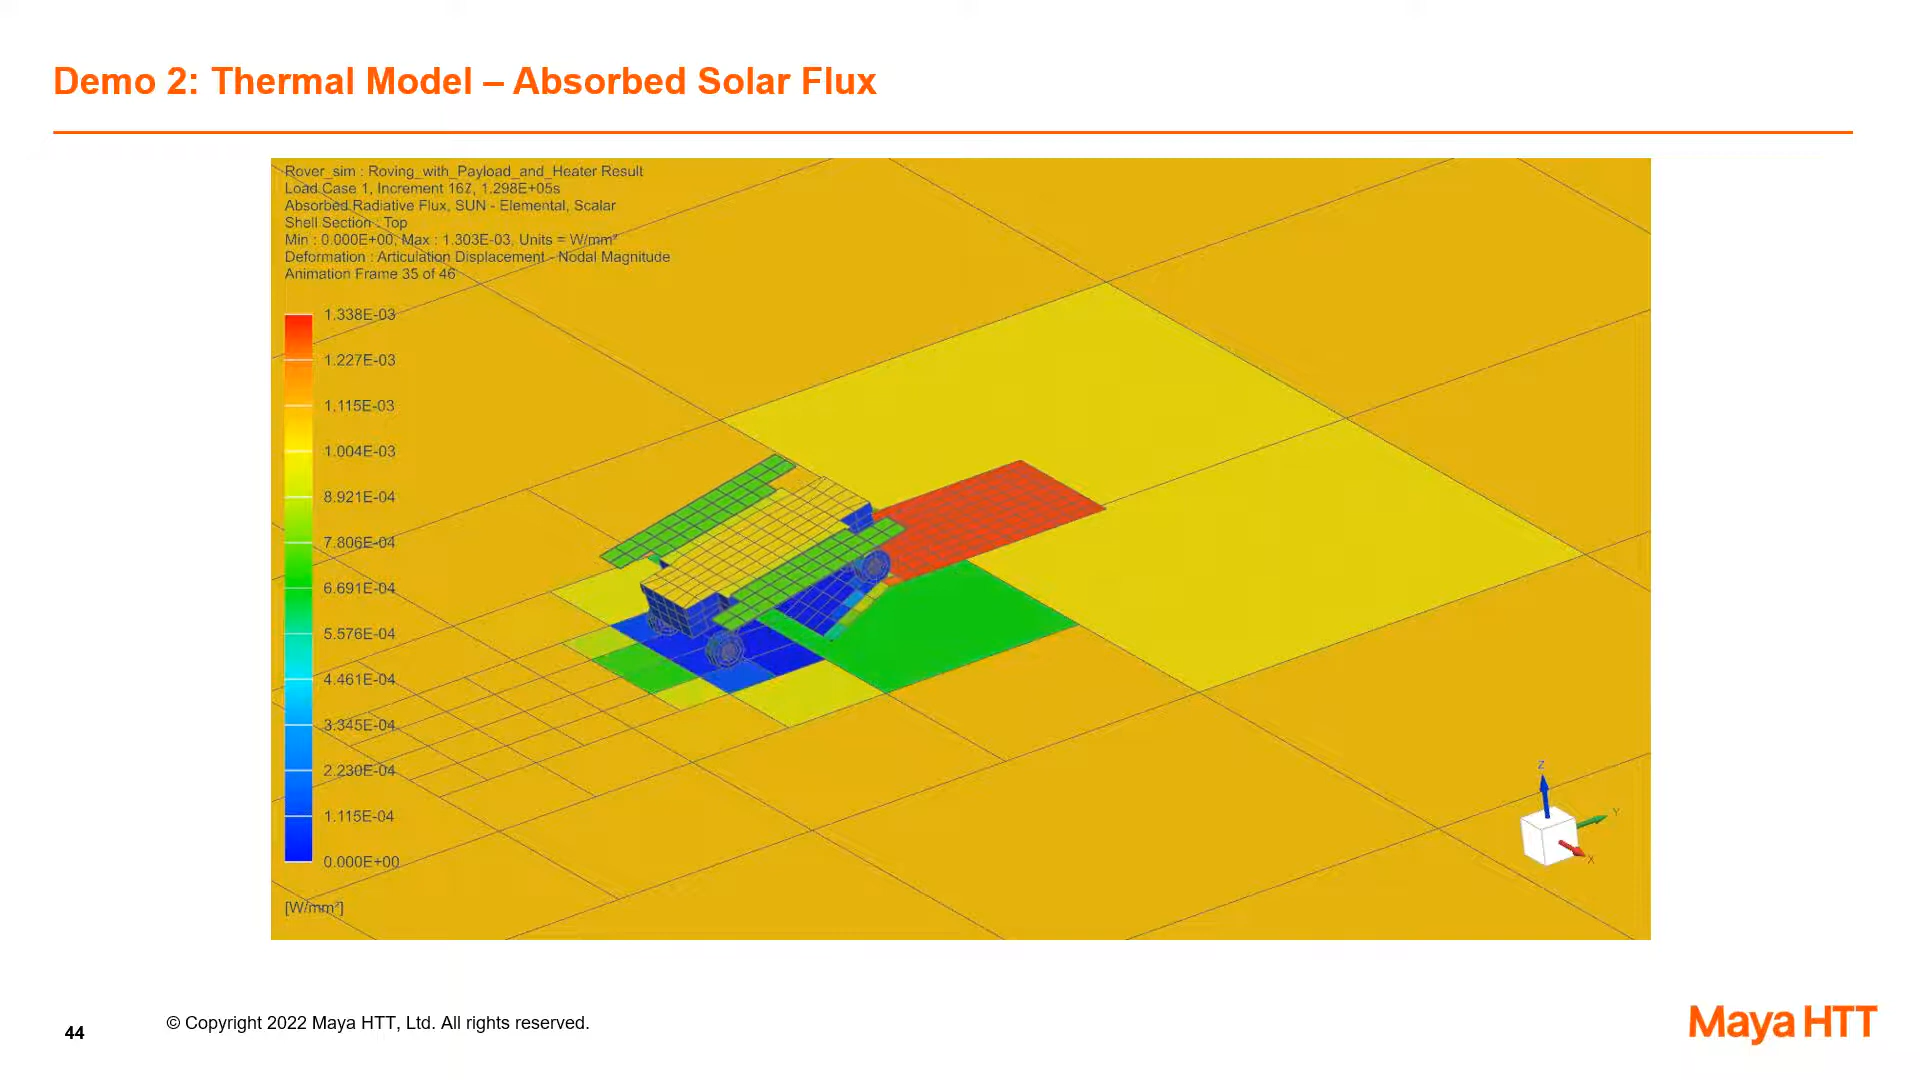 Demo 2: Thermal Model – Absorbed Solar Flux
Rover_sim : Roving_with_Payload_and_Heater Result
Load Case 1, Increment 167, 1.298E+05s
Absorbed Radiative Flux, SUN - Elemental, Scalar
Shell Section : Top
Min : 0.000E+00, Max : 1.303E-03, Units = W/mm²
Deformation : Articulation Displacement - Nodal Magnitude
Animation Frame 35 of 46
1.338E-03
1.227E-03
1.115E-03
1.004E-03
8.921E-04
7.806E-04
6.691E-04
5.576E-04
4.461E-04
3.345E-04
2.230E-04
1.115E-04
0.000E+00
[W/mm²]
Z
Y
X
44
© Copyright 2022 Maya HTT, Ltd. All rights reserved.
Maya HTT